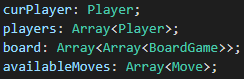 curPlayer: Player;
players: Array<Player>;
board: Array<Array<BoardGame>>;
availableMoves: Array<Move>;